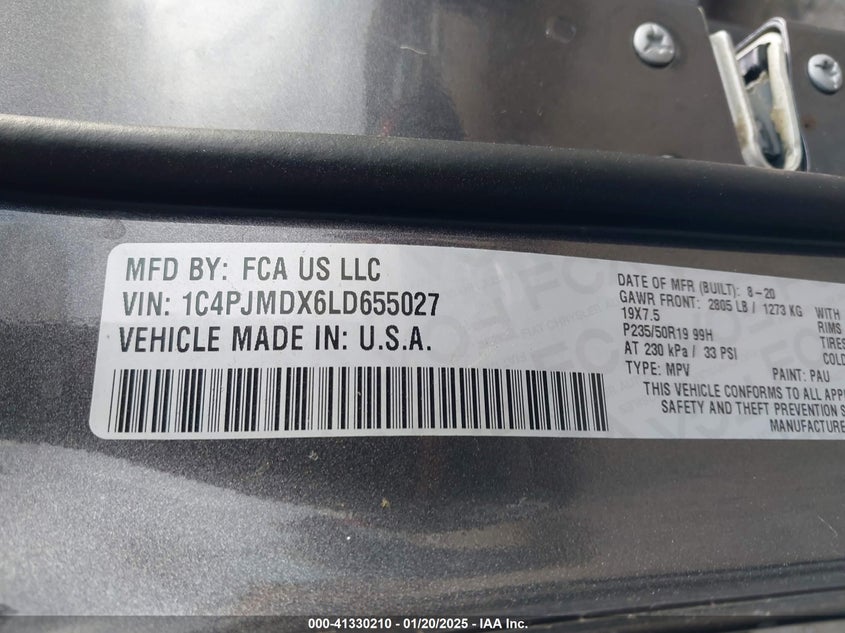 MFD BY: FCA US LLC
VIN: 1C4PJMDX6LD655027
VEHICLE MADE IN: U.S.A.
DATE OF MFR (BUILT): 8-20
GAWR FRONT: 2805 LB / 1273 KG WITH
19X7.5 RIMS
P235/50R19 99H TIRES
AT 230 kPa / 33 PSI COLD
TYPE: MPV PAINT: PAU
THIS VEHICLE CONFORMS TO ALL APP
SAFETY AND THEFT PREVENTION S
MANUFACTURE
000-41330210 - 01/20/2025 - IAA Inc.